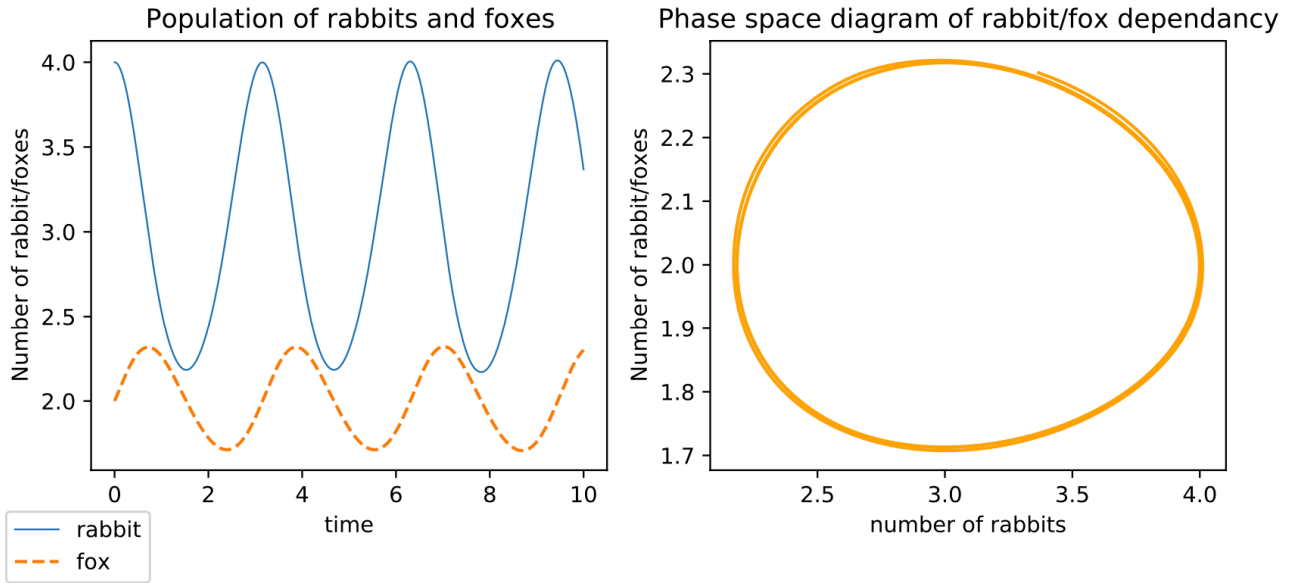 Population of rabbits and foxes
Number of rabbit/foxes
4.0
3.5
3.0
2.5
2.0
0 2 4 6 8 10
time
rabbit
fox
Phase space diagram of rabbit/fox dependancy
Number of rabbit/foxes
2.3
2.2
2.1
2.0
1.9
1.8
1.7
2.5 3.0 3.5 4.0
number of rabbits